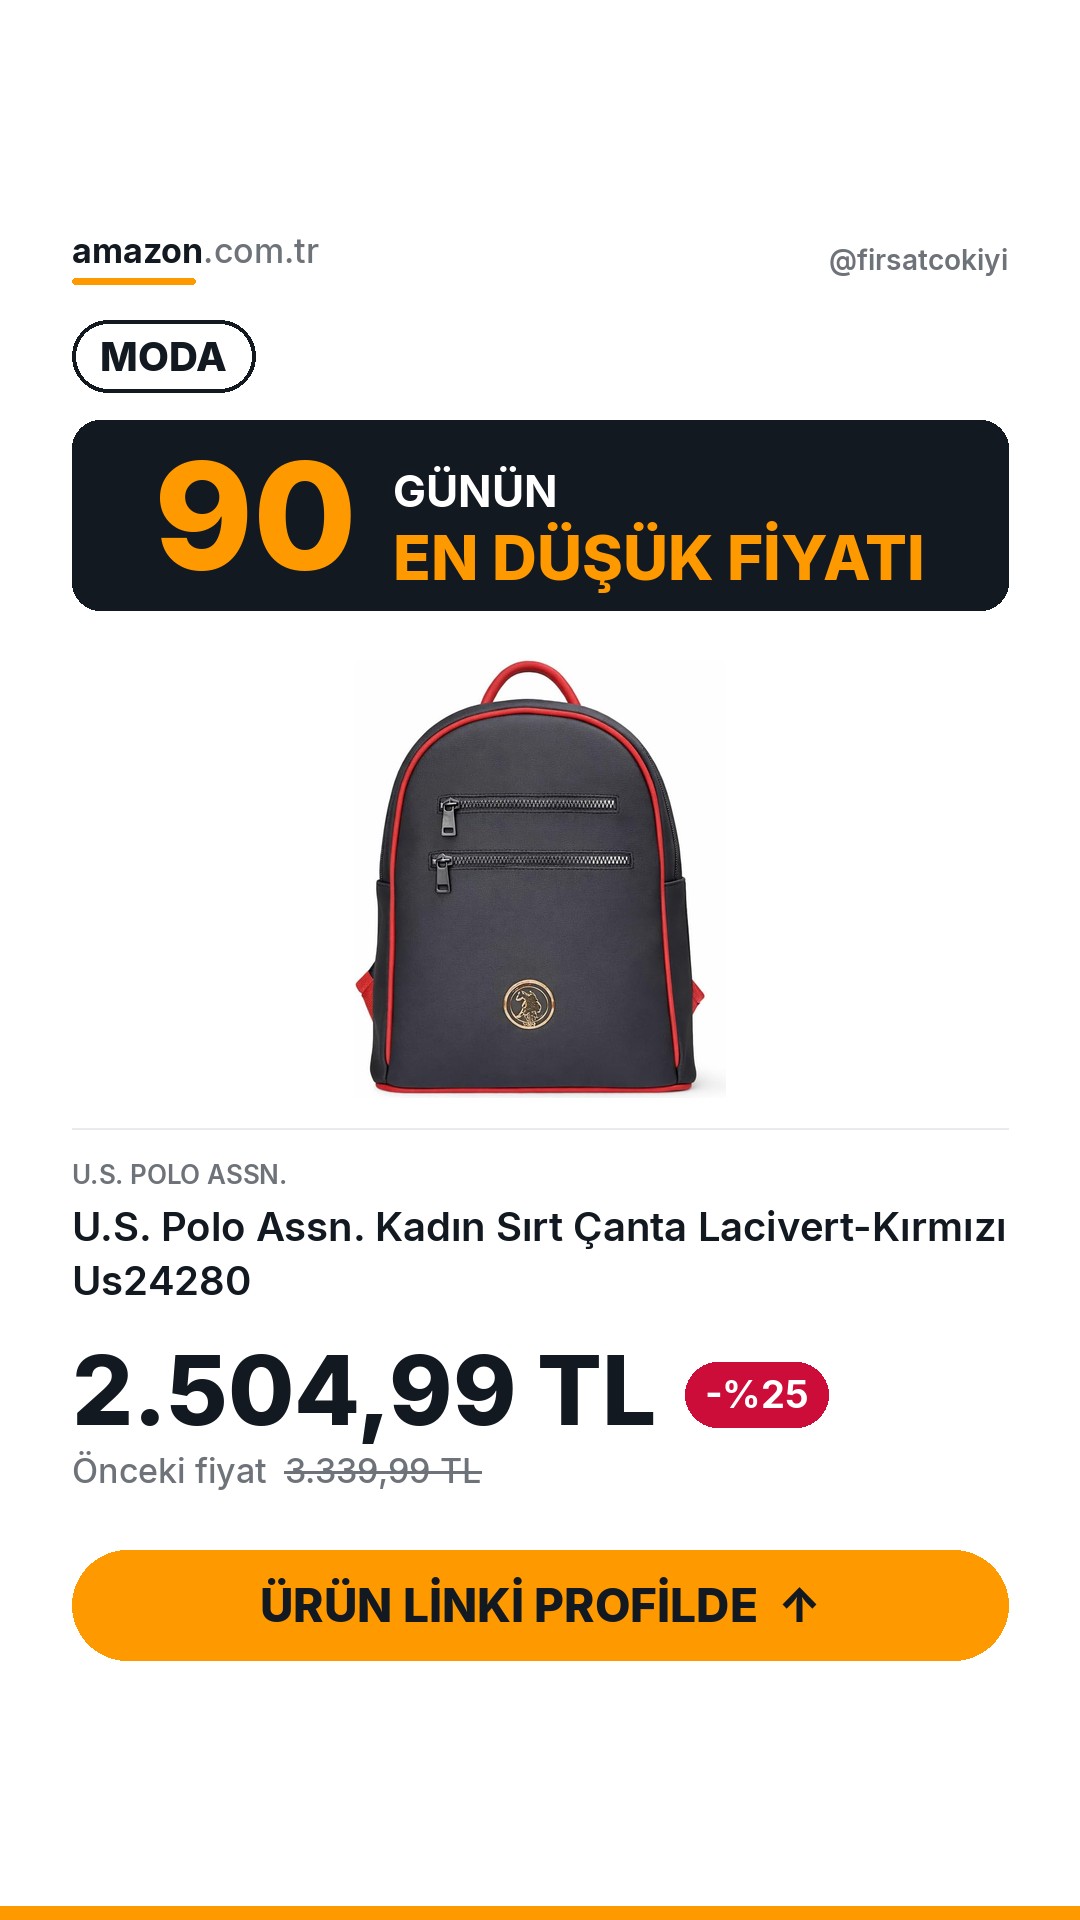 amazon.com.tr
@firsatcokiyi
MODA
90 GÜNÜN
EN DÜŞÜK FİYATI
U.S. POLO ASSN.
U.S. Polo Assn. Kadın Sırt Çanta Lacivert-Kırmızı
Us24280
2.504,99 TL -%25
Önceki fiyat 3.339,99 TL
ÜRÜN LİNKİ PROFİLDE ↑